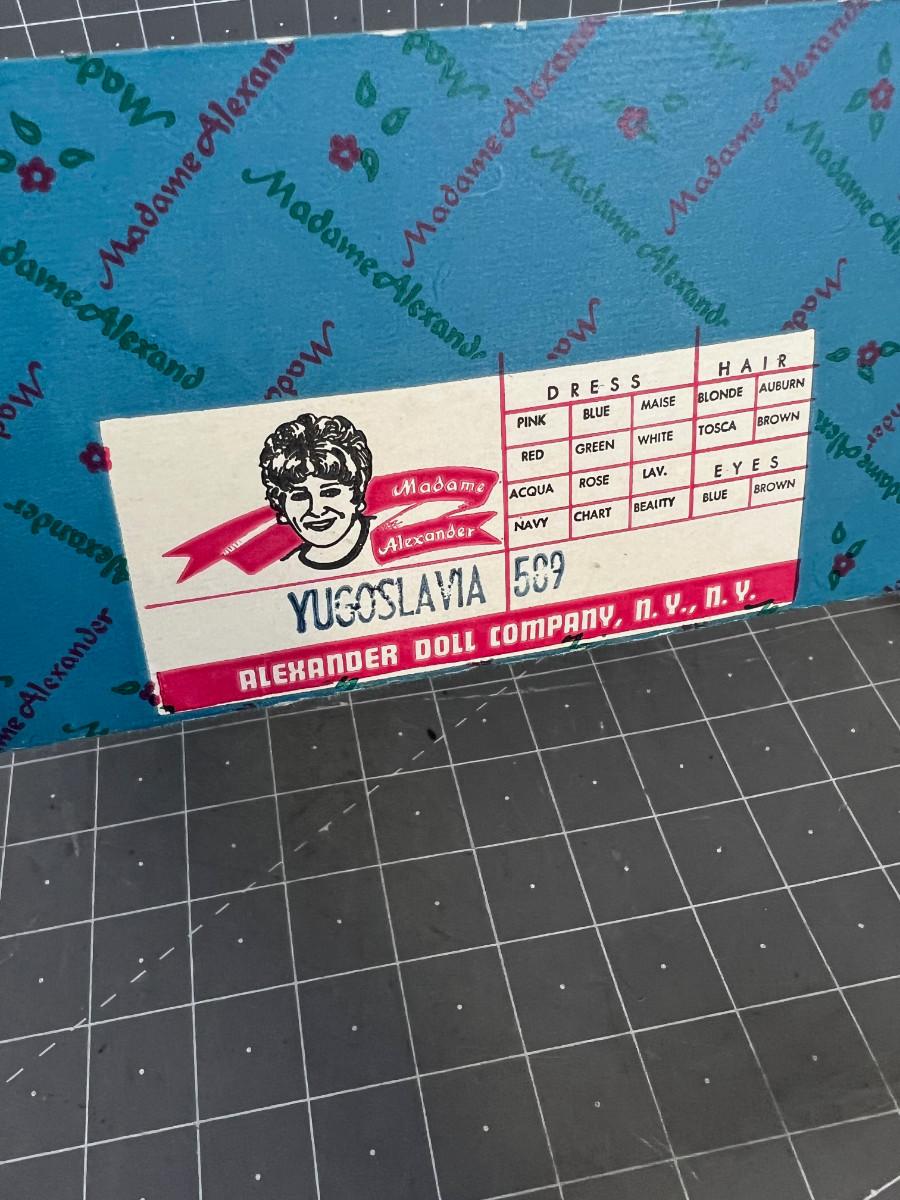 Madame Alexander
Madame Alexander
Madame Alexander
Madame Alexander
Madame
Alexander
DRESS
PINK BLUE MAISE
RED GREEN WHITE
ACQUA ROSE LAV.
NAVY CHART BEAUTY
HAIR
BLONDE AUBURN
TOSCA BROWN
EYES
BLUE BROWN
YUGOSLAVIA 589
ALEXANDER DOLL COMPANY, N.Y., N.Y.